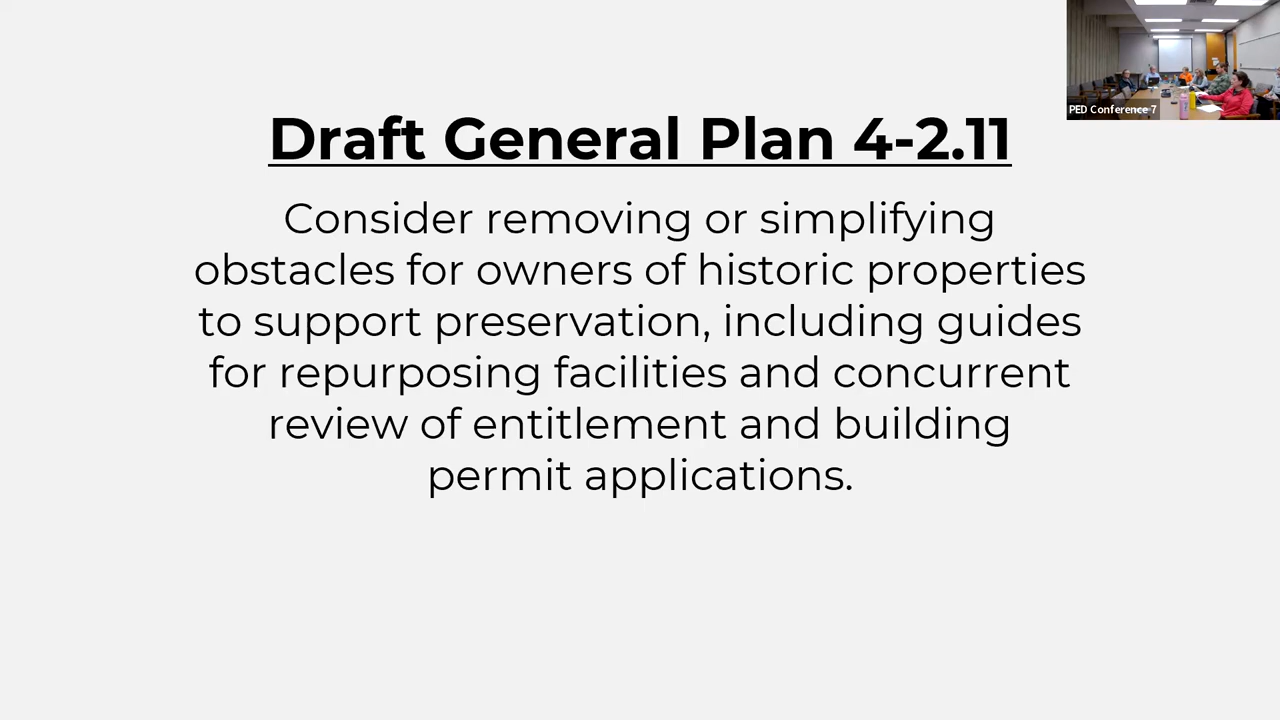 Draft General Plan 4-2.11
Consider removing or simplifying
obstacles for owners of historic properties
to support preservation, including guides
for repurposing facilities and concurrent
review of entitlement and building
permit applications.
PED Conference 7